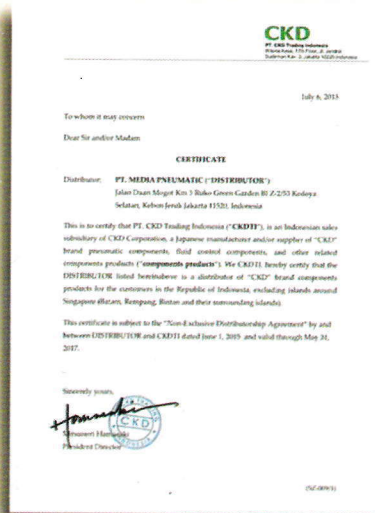 CKD
PT. CKD Trading Indonesia
July 6, 2015
To whom it may concern
Dear Sir and/or Madam
CERTIFICATE
Distributor: PT. MEDIA PNEUMATIC ("DISTRIBUTOR")
Jalan Daan Mogot Km 3 Ruko Green Garden Bl Z-2/53 Kedoya
Selatan, Kebon Jeruk Jakarta 11520, Indonesia
This is to certify that PT. CKD Trading Indonesia ("CKDTI"), is an Indonesian sales
subsidiary of CKD Corporation, a Japanese manufacturer and/or supplier of "CKD"
brand pneumatic components, fluid control components, and other related
components products ("components products"). We CKDTI, hereby certify that the
DISTRIBUTOR listed hereinabove is a distributor of "CKD" brand components
products for the customers in the Republic of Indonesia, excluding islands around
Singapore (Batam, Rempang, Bintan and their surrounding islands).
This certificate is subject to the "Non-Exclusive Distributorship Agreement" by and
between DISTRIBUTOR and CKDTI dated June 1, 2015 and valid through May 31,
2017.
Sincerely yours,
CKD
INDONESIA
President Director